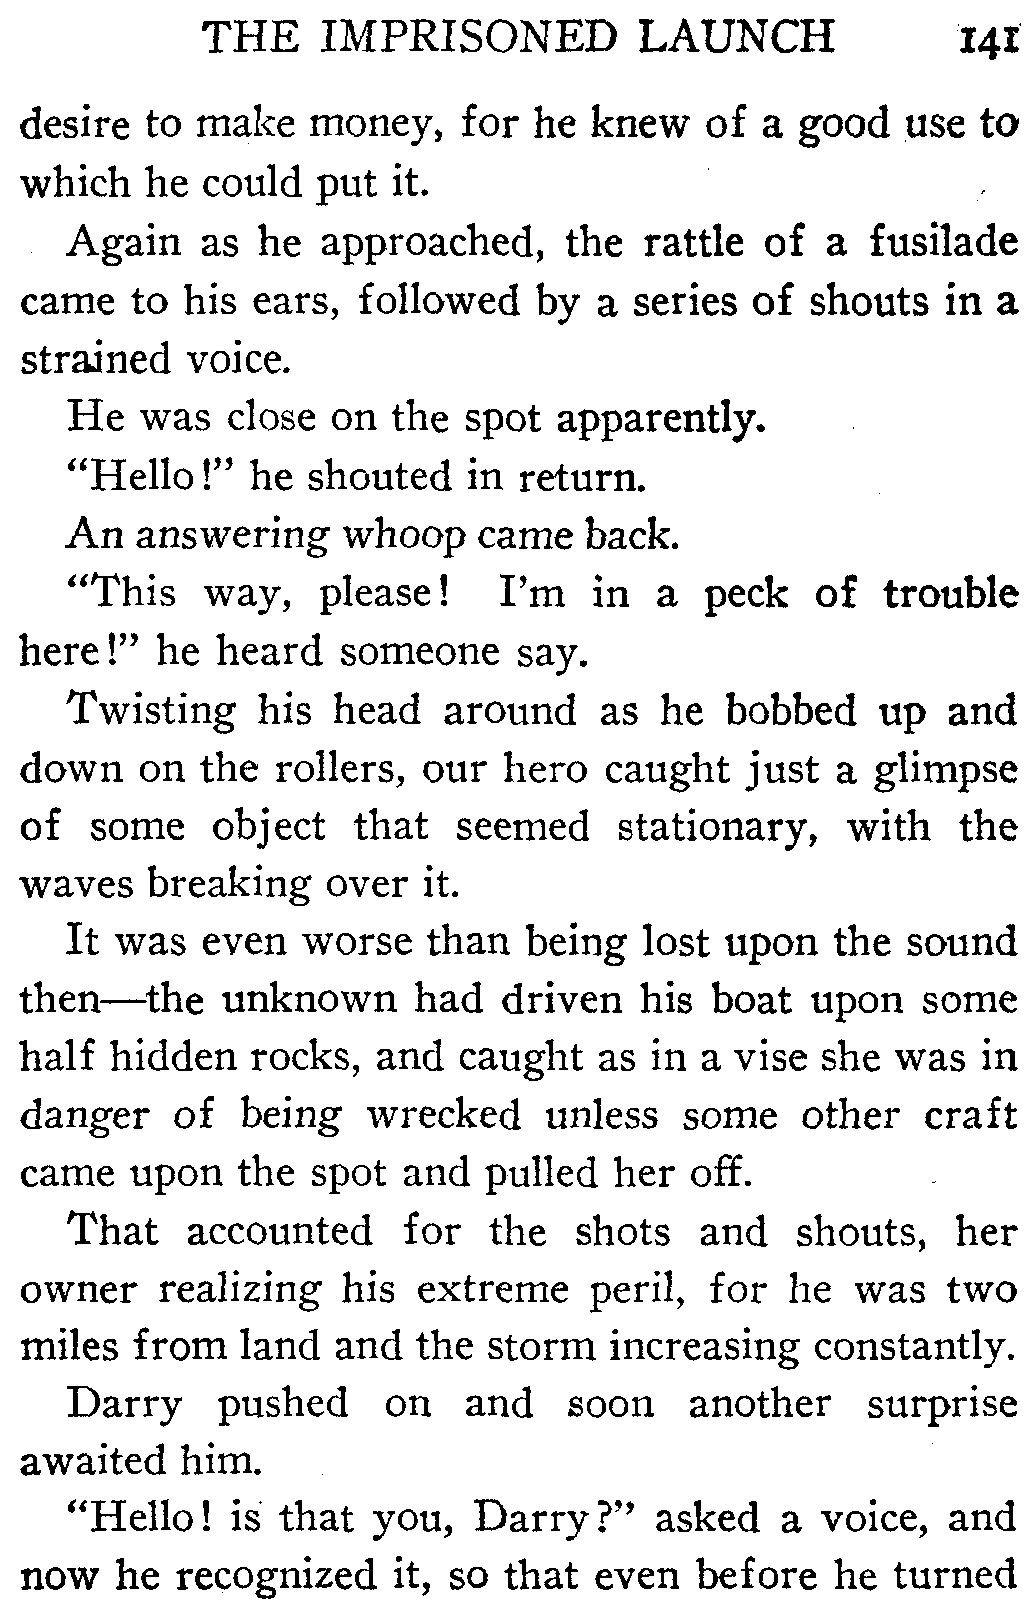 THE IMPRISONED LAUNCH 141
desire to make money, for he knew of a good use to
which he could put it.
Again as he approached, the rattle of a fusilade
came to his ears, followed by a series of shouts in a
strained voice.
He was close on the spot apparently.
“Hello!” he shouted in return.
An answering whoop came back.
“This way, please! I’m in a peck of trouble
here!” he heard someone say.
Twisting his head around as he bobbed up and
down on the rollers, our hero caught just a glimpse
of some object that seemed stationary, with the
waves breaking over it.
It was even worse than being lost upon the sound
then—the unknown had driven his boat upon some
half hidden rocks, and caught as in a vise she was in
danger of being wrecked unless some other craft
came upon the spot and pulled her off.
That accounted for the shots and shouts, her
owner realizing his extreme peril, for he was two
miles from land and the storm increasing constantly.
Darry pushed on and soon another surprise
awaited him.
“Hello! is that you, Darry?” asked a voice, and
now he recognized it, so that even before he turned